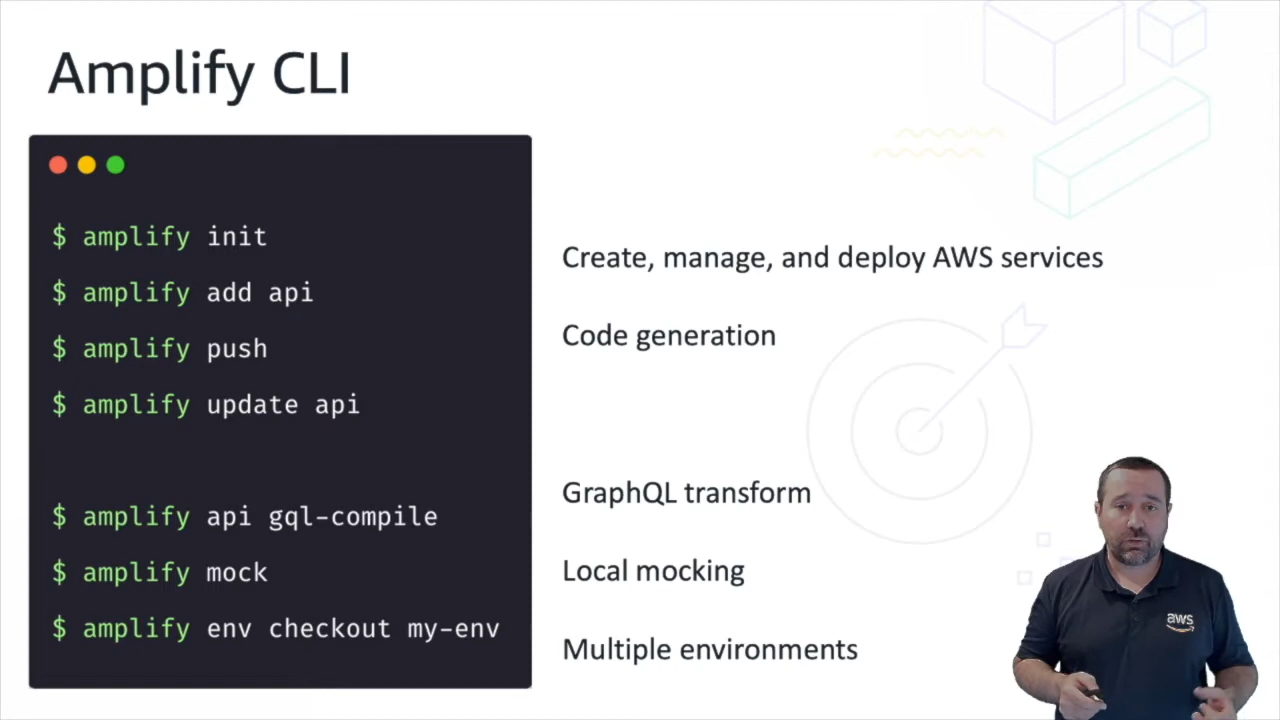 Amplify CLI
$ amplify init
$ amplify add api
$ amplify push
$ amplify update api
$ amplify api gql-compile
$ amplify mock
$ amplify env checkout my-env
Create, manage, and deploy AWS services
Code generation
GraphQL transform
Local mocking
Multiple environments
aws